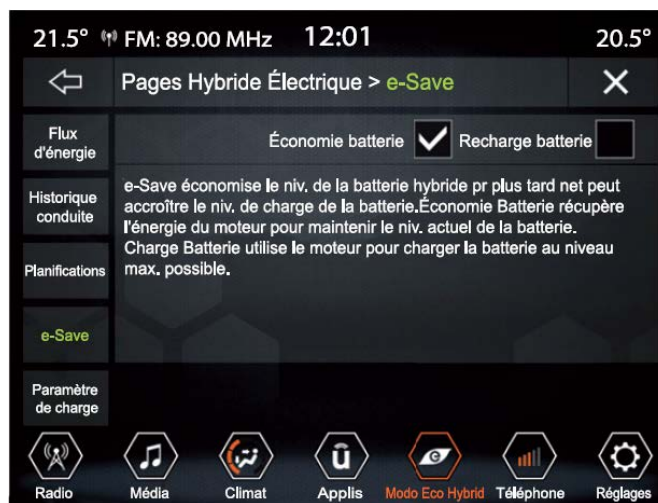 21.5° FM: 89.00 MHz 12:01 20.5°
Pages Hybride Électrique > e-Save
Flux
d'énergie
Économie batterie Recharge batterie
Historique
conduite
e-Save économise le niv. de la batterie hybride pr plus tard net peut
accroître le niv. de charge de la batterie.Économie Batterie récupère
l'énergie du moteur pour maintenir le niv. actuel de la batterie.
Charge Batterie utilise le moteur pour charger la batterie au niveau
max. possible.
Planifications
e-Save
Paramètre
de charge
Radio Média Climat Applis Modo Eco Hybrid Téléphone Réglages